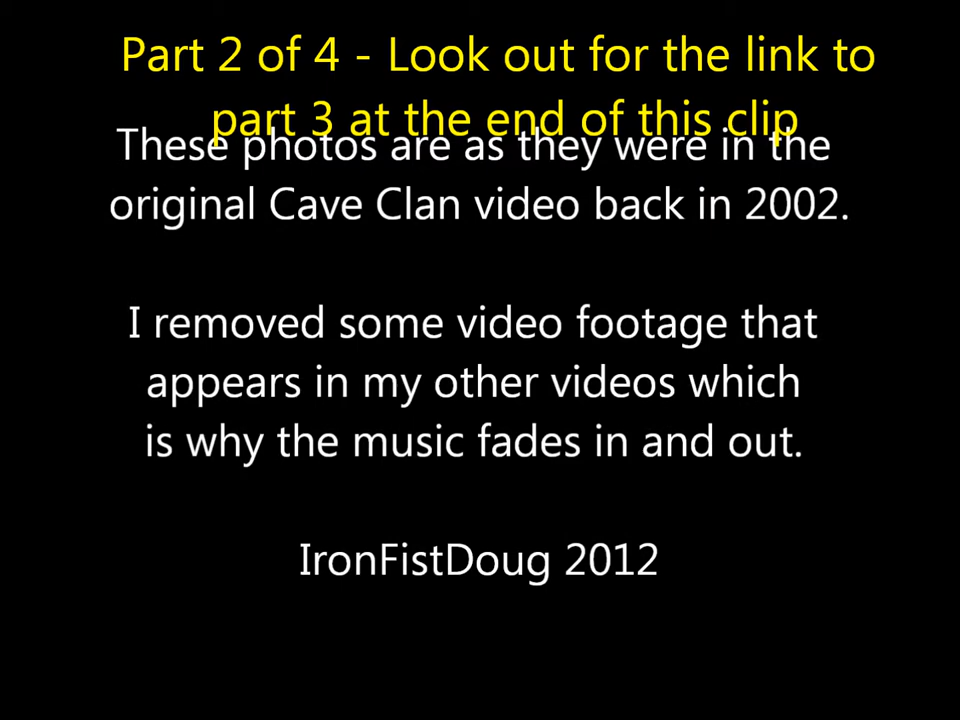 Part 2 of 4 - Look out for the link to
part 3 at the end of this clip
These photos are as they were in the
original Cave Clan video back in 2002.
I removed some video footage that
appears in my other videos which
is why the music fades in and out.
IronFistDoug 2012